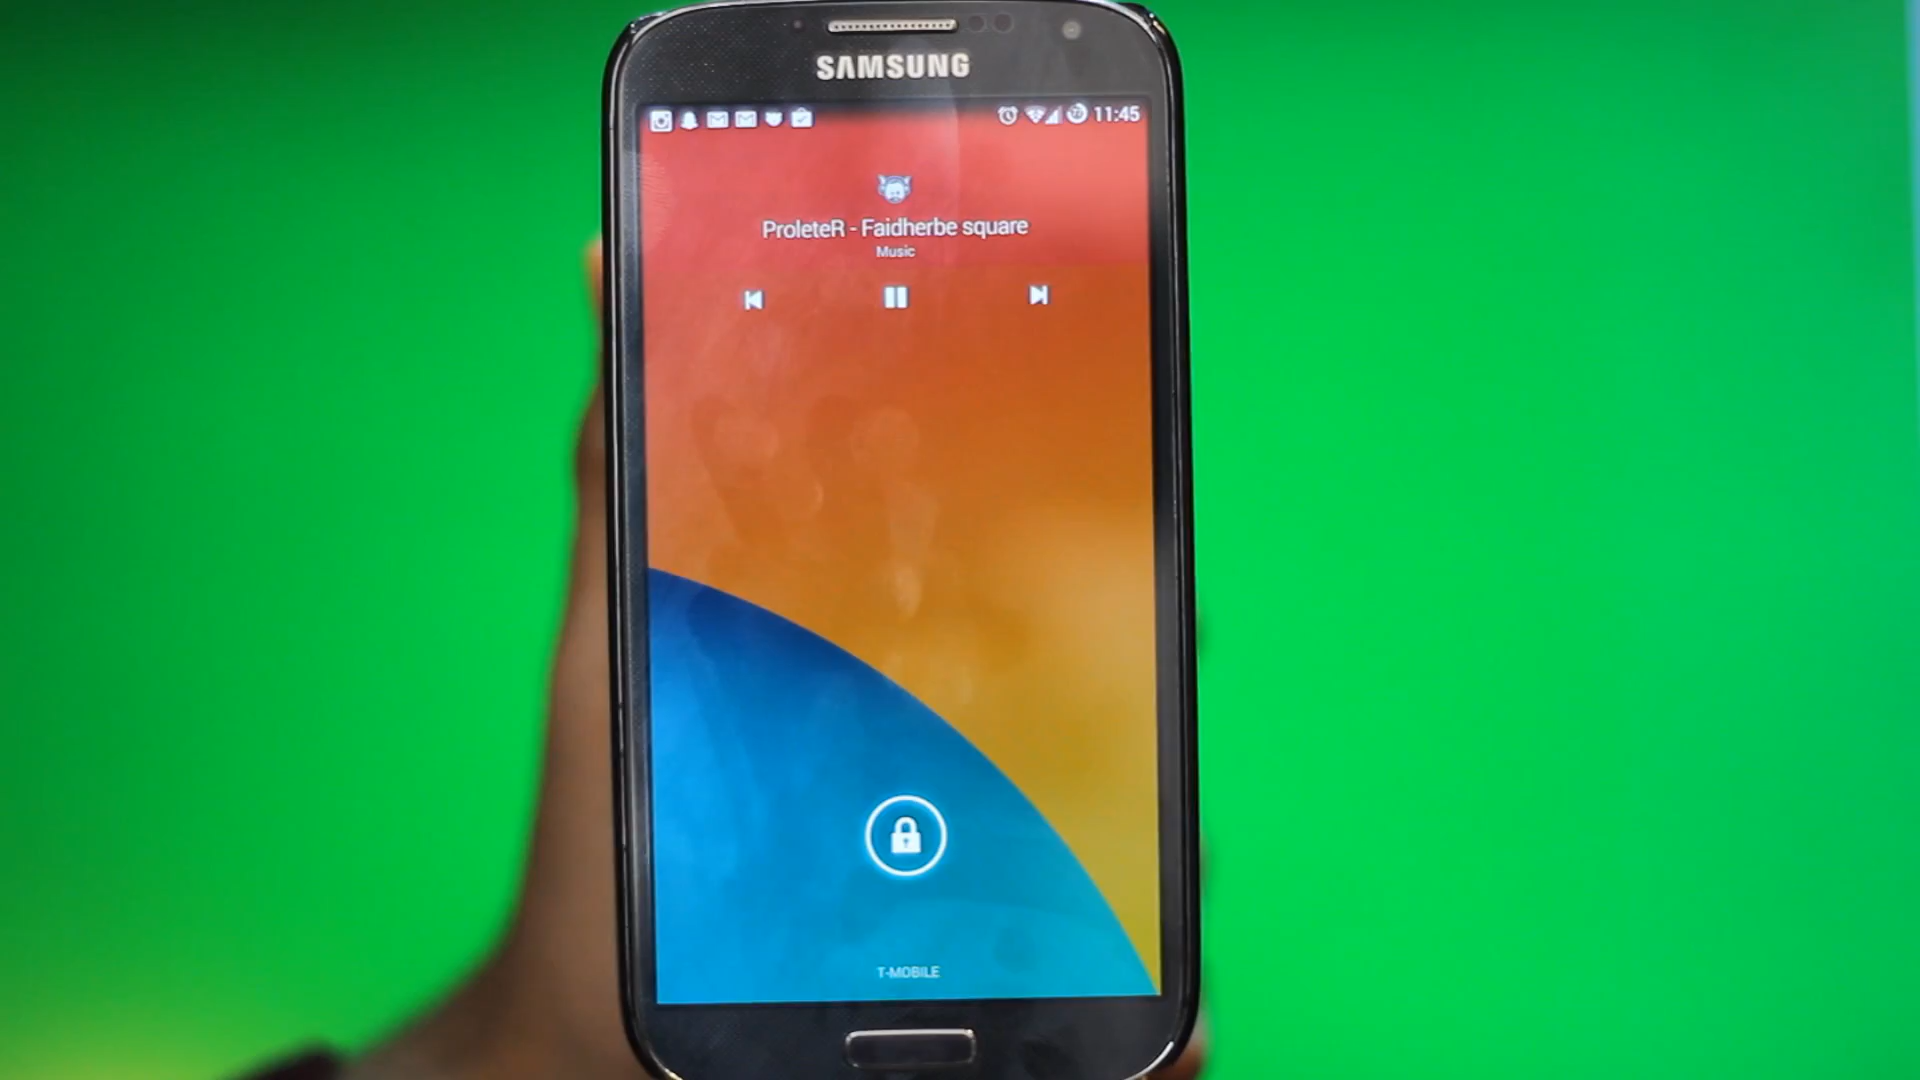 SAMSUNG
11:45
ProleteR - Faidherbe square
Music
T-MOBILE